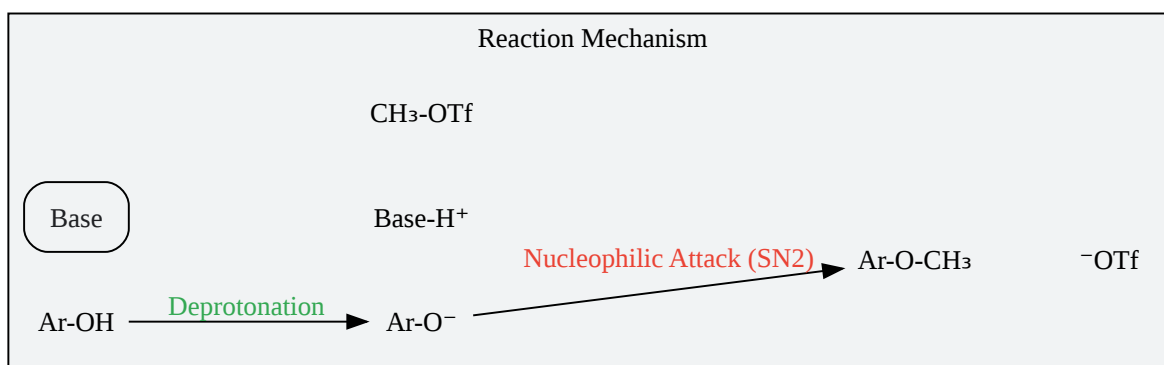 Reaction Mechanism
CH₃-OTf
Base
Base-H⁺
Nucleophilic Attack (SN2)
Ar-O-CH₃
⁻OTf
Deprotonation
Ar-OH
Ar-O⁻